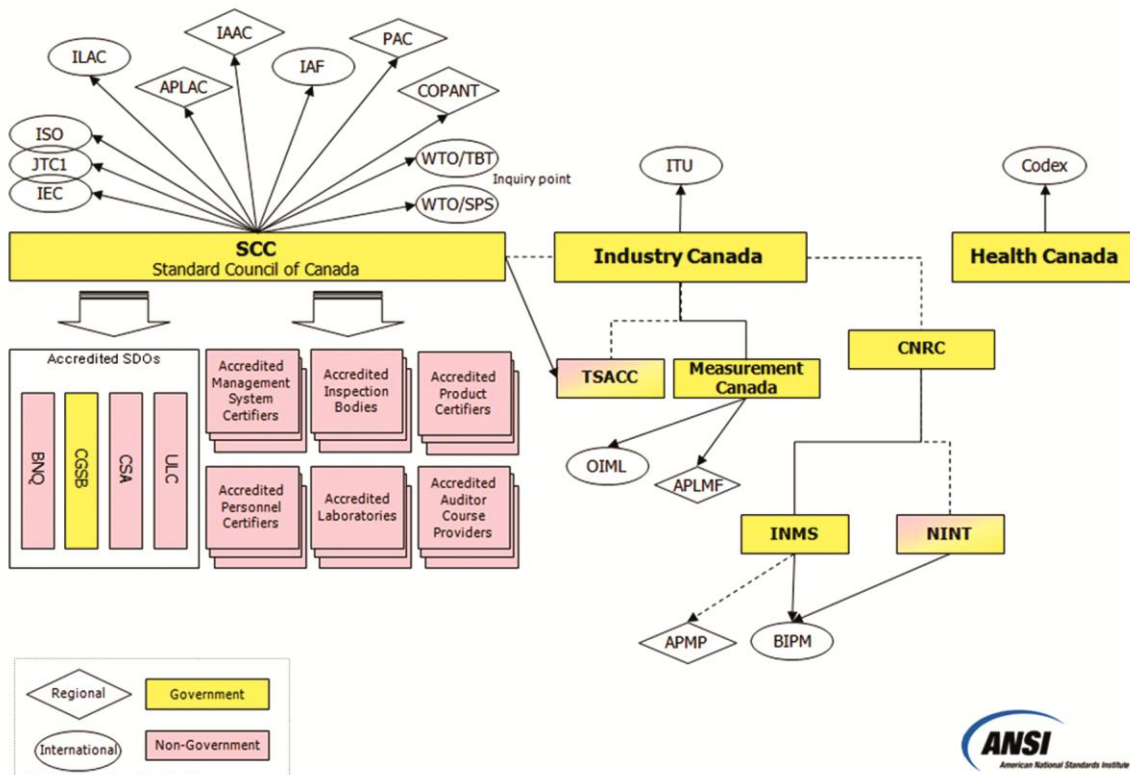 IAAC
PAC
ILAC
IAF
APLAC
COPANT
ISO
JTC1
IEC
WTO/TBT
Inquiry point
WTO/SPS
ITU
Codex
SCC
Standard Council of Canada
Industry Canada
Health Canada
Accredited SDOs
BNQ
CGSB
CSA
ULC
Accredited
Management
System
Certifiers
Accredited
Inspection
Bodies
Accredited
Product
Certifiers
Accredited
Personnel
Certifiers
Accredited
Laboratories
Accredited
Auditor
Course
Providers
TSACC
Measurement
Canada
CNRC
OIML
APLMF
INMS
NINT
APMP
BIPM
Regional
Government
International
Non-Government
ANSI
American National Standards Institute